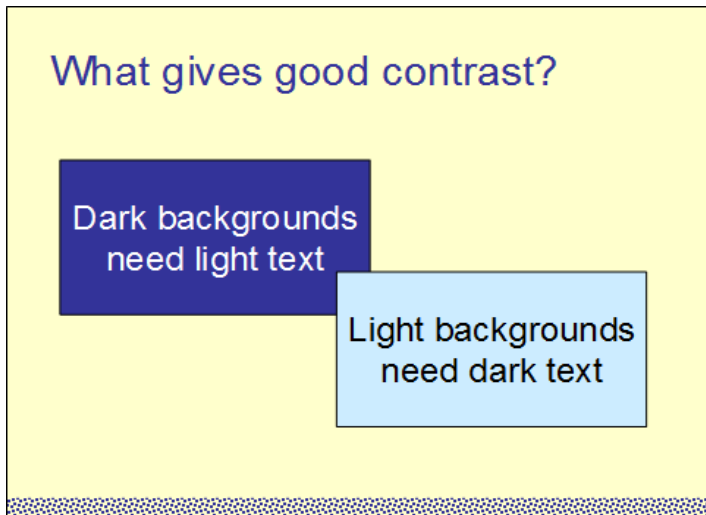 What gives good contrast?
Dark backgrounds
need light text
Light backgrounds
need dark text